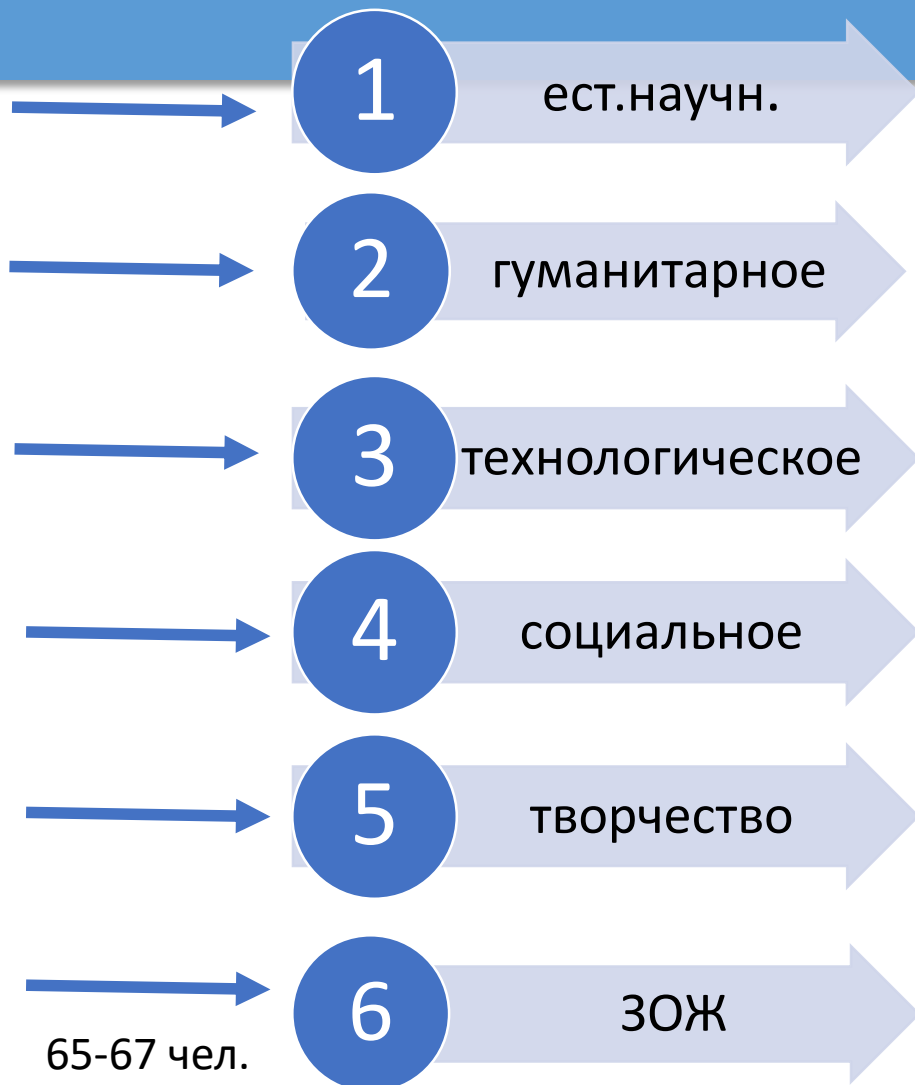 1 ест.научн.
2 гуманитарное
3 технологическое
4 социальное
5 творчество
6 ЗОЖ
65-67 чел.